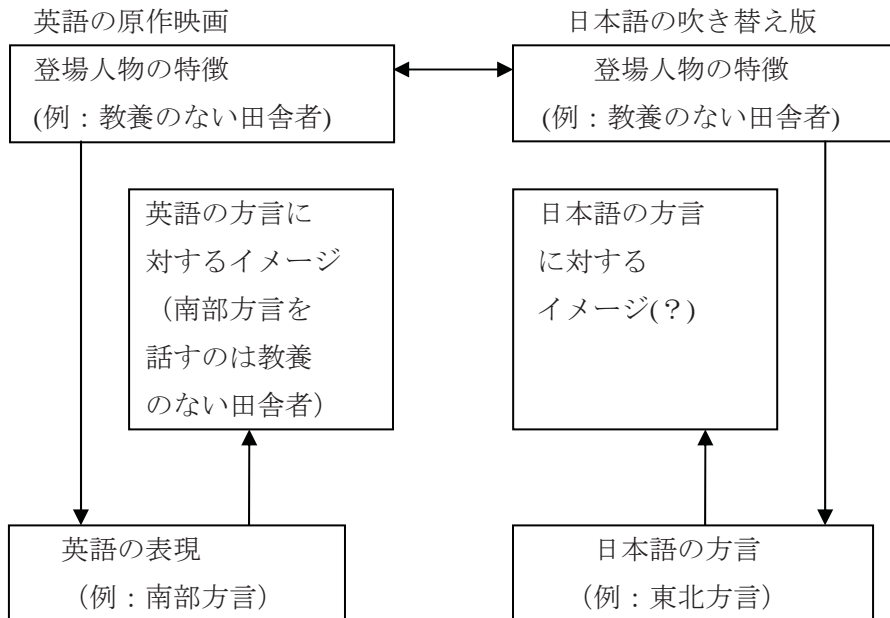 英語の原作映画
日本語の吹き替え版
登場人物の特徴
(例：教養のない田舎者)
登場人物の特徴
(例：教養のない田舎者)
英語の方言に
対するイメージ
（南部方言を
話すのは教養
のない田舎者）
日本語の方言
に対する
イメージ(？)
英語の表現
（例：南部方言）
日本語の方言
（例：東北方言）